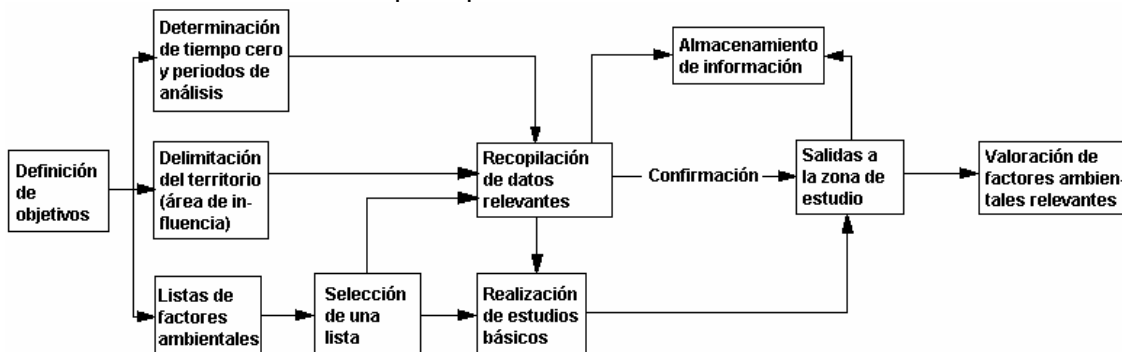 Definición
de
objetivos
Determinación
de tiempo cero
y periodos de
análisis
Delimitación
del territorio
(área de in-
fluencia)
Listas de
factores
ambientales
Selección
de una
lista
Recopilación
de datos
relevantes
Realización
de estudios
básicos
Almacenamiento
de información
Confirmación
Salidas a
la zona de
estudio
Valoración de
factores ambien-
tales relevantes